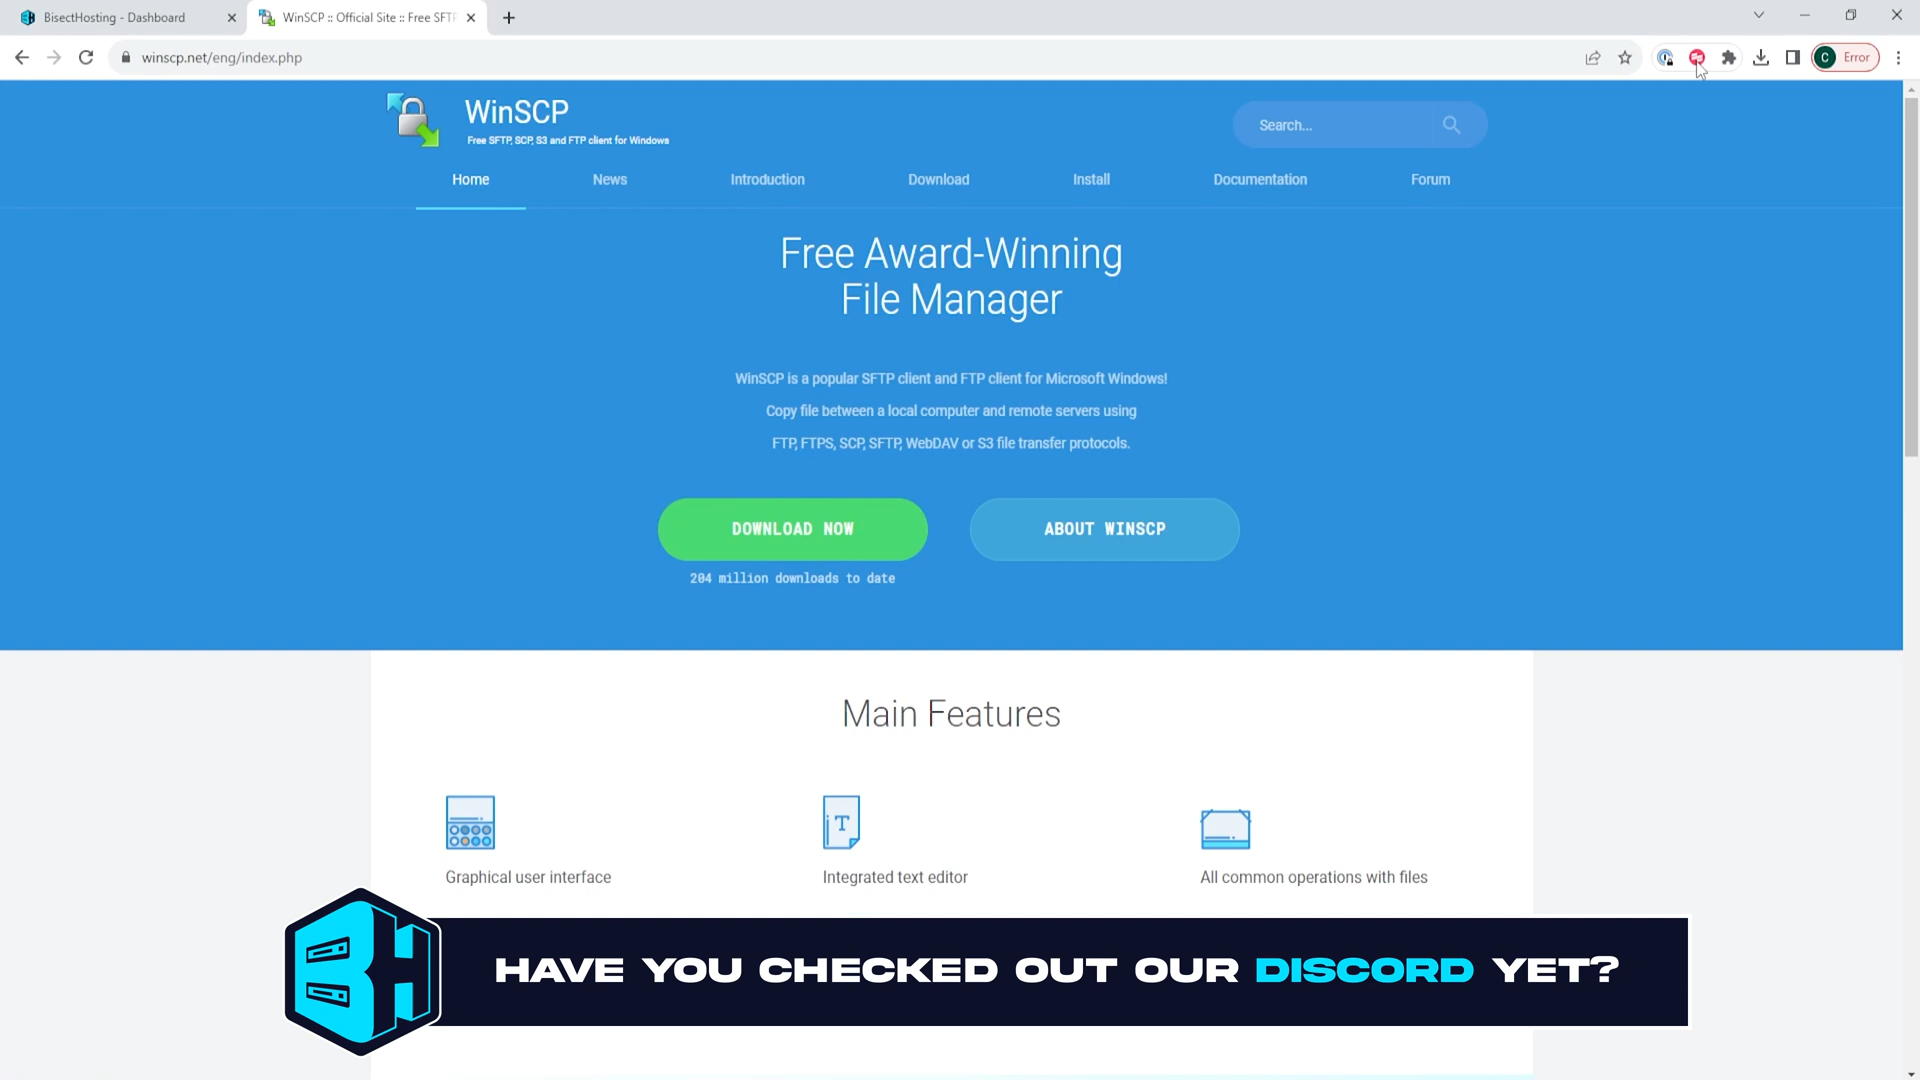 BisectHosting - Dashboard
WinSCP :: Official Site :: Free SFTP
winscp.net/eng/index.php
C Error
WinSCP
Free SFTP, SCP, S3 and FTP client for Windows
Search...
Home
News
Introduction
Download
Install
Documentation
Forum
Free Award-Winning
File Manager
WinSCP is a popular SFTP client and FTP client for Microsoft Windows!
Copy file between a local computer and remote servers using
FTP, FTPS, SCP, SFTP, WebDAV or S3 file transfer protocols.
DOWNLOAD NOW
ABOUT WINSCP
204 million downloads to date
Main Features
T
Graphical user interface
Integrated text editor
All common operations with files
BH
HAVE YOU CHECKED OUT OUR DISCORD YET?